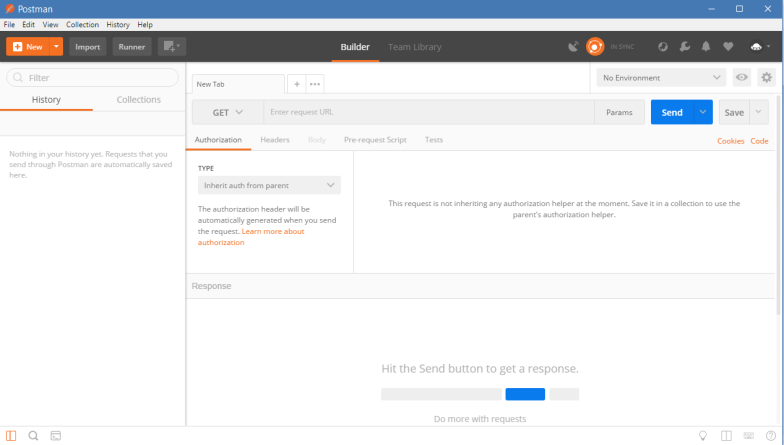 Postman
File Edit View Collection History Help
New Import Runner
Builder Team Library
IN SYNC
Filter
History Collections
Nothing in your history yet. Requests that you
send through Postman are automatically saved
here.
New Tab
No Environment
GET Enter request URL Params Send Save
Authorization Headers Body Pre-request Script Tests Cookies Code
TYPE
Inherit auth from parent
The authorization header will be
automatically generated when you send
the request. Learn more about
authorization
This request is not inheriting any authorization helper at the moment. Save it in a collection to use the
parent's authorization helper.
Response
Hit the Send button to get a response.
Do more with requests